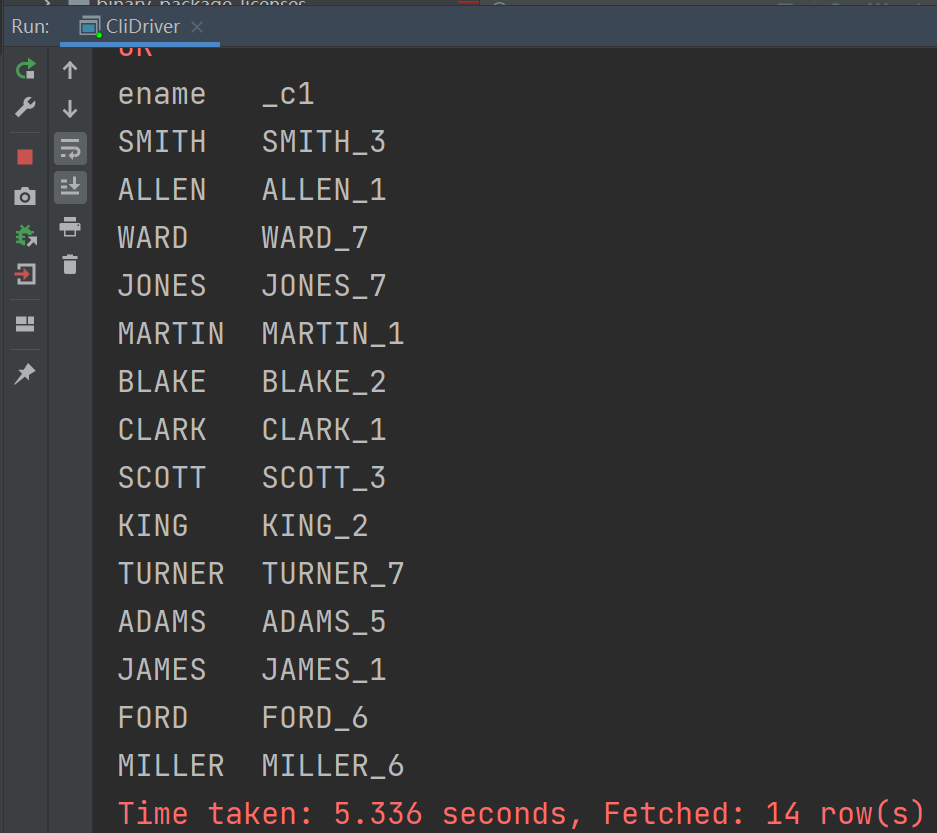 Run: CliDriver
ename _c1
SMITH SMITH_3
ALLEN ALLEN_1
WARD WARD_7
JONES JONES_7
MARTIN MARTIN_1
BLAKE BLAKE_2
CLARK CLARK_1
SCOTT SCOTT_3
KING KING_2
TURNER TURNER_7
ADAMS ADAMS_5
JAMES JAMES_1
FORD FORD_6
MILLER MILLER_6
Time taken: 5.336 seconds, Fetched: 14 row(s)